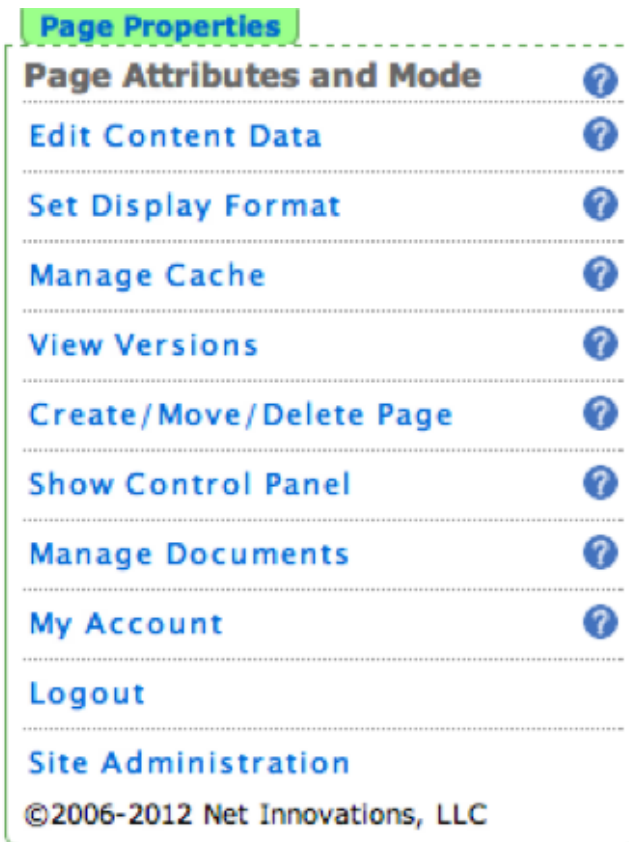 Page Properties
Page Attributes and Mode
Edit Content Data
Set Display Format
Manage Cache
View Versions
Create/Move/Delete Page
Show Control Panel
Manage Documents
My Account
Logout
Site Administration
©2006-2012 Net Innovations, LLC